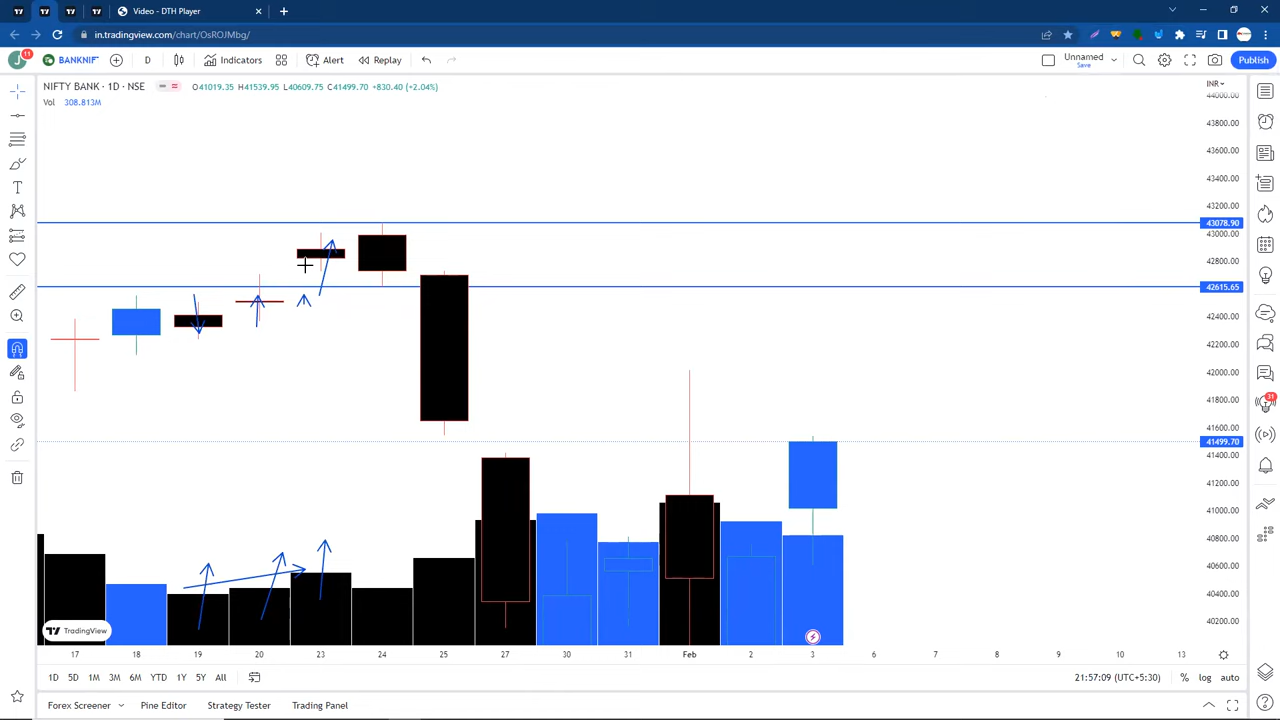 Video - DTH Player
in.tradingview.com/chart/OsROJMbg/
11
BANKNIF
D
Indicators
Alert
Replay
Unnamed
Save
Publish
NIFTY BANK · 1D · NSE
O41019.35 H41539.95 L40609.75 C41499.70 +830.40 (+2.04%)
INR
Vol 308.813M
44000.00
43800.00
43600.00
43400.00
43200.00
43078.90
43000.00
42800.00
42615.65
42400.00
42200.00
42000.00
41800.00
41600.00
41499.70
41400.00
41200.00
41000.00
40800.00
40600.00
40400.00
40200.00
31
TradingView
17 18 19 20 23 24 25 27 30 31 Feb 2 3 6 7 8 9 10 13
1D 5D 1M 3M 6M YTD 1Y 5Y All
21:57:09 (UTC+5:30) % log auto
Forex Screener Pine Editor Strategy Tester Trading Panel